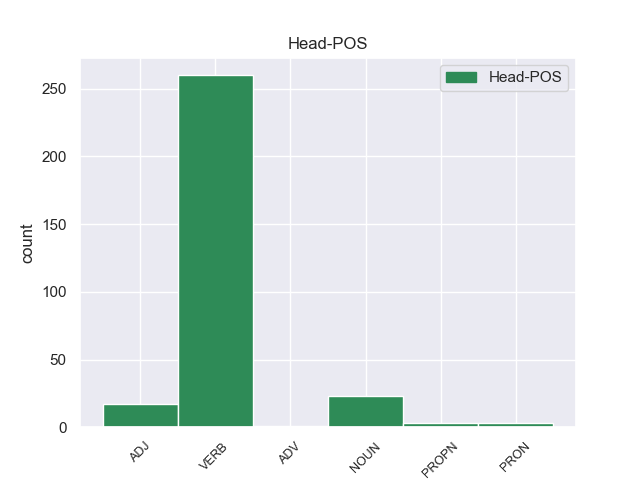 Head-POS
Head-POS
250
200
150
100
50
0
count
ADJ
VERB
ADV
NOUN
PROPN
PRON